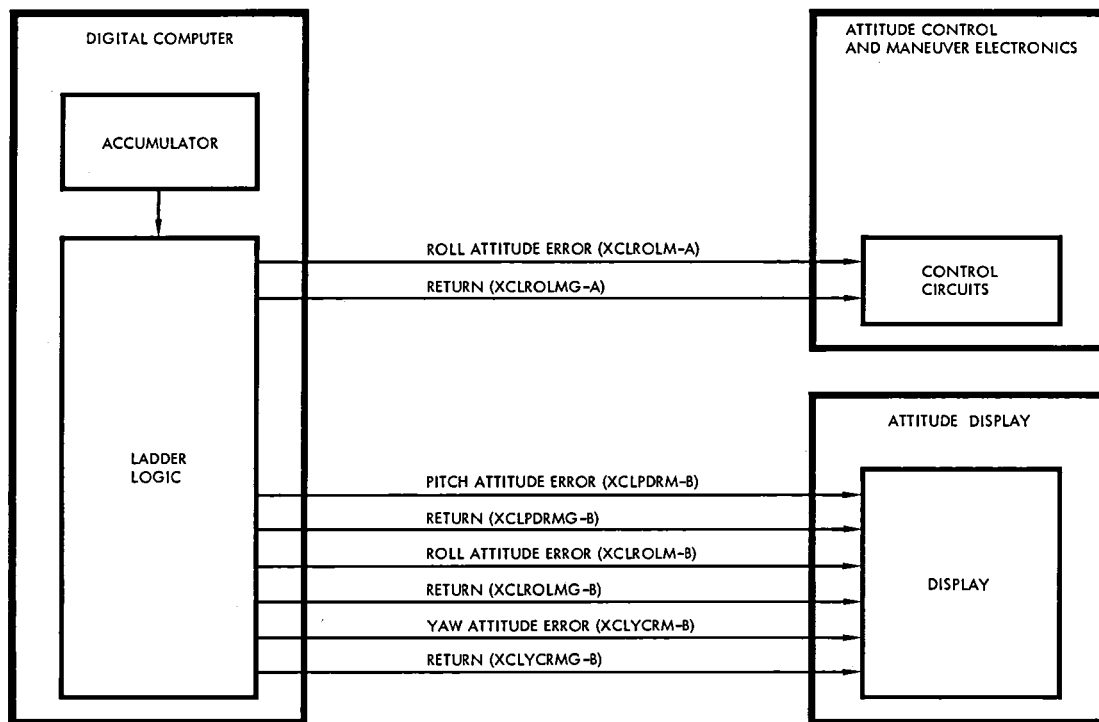 DIGITAL COMPUTER
ACCUMULATOR
LADDER
LOGIC
ATTITUDE CONTROL
AND MANEUVER ELECTRONICS
ROLL ATTITUDE ERROR (XCLROLM-A)
RETURN (XCLROLMG-A)
CONTROL
CIRCUITS
ATTITUDE DISPLAY
PITCH ATTITUDE ERROR (XCLPDRM-B)
RETURN (XCLPDRMG-B)
ROLL ATTITUDE ERROR (XCLROLM-B)
RETURN (XCLROLMG-B)
YAW ATTITUDE ERROR (XCLYCRM-B)
RETURN (XCLYCRMG-B)
DISPLAY